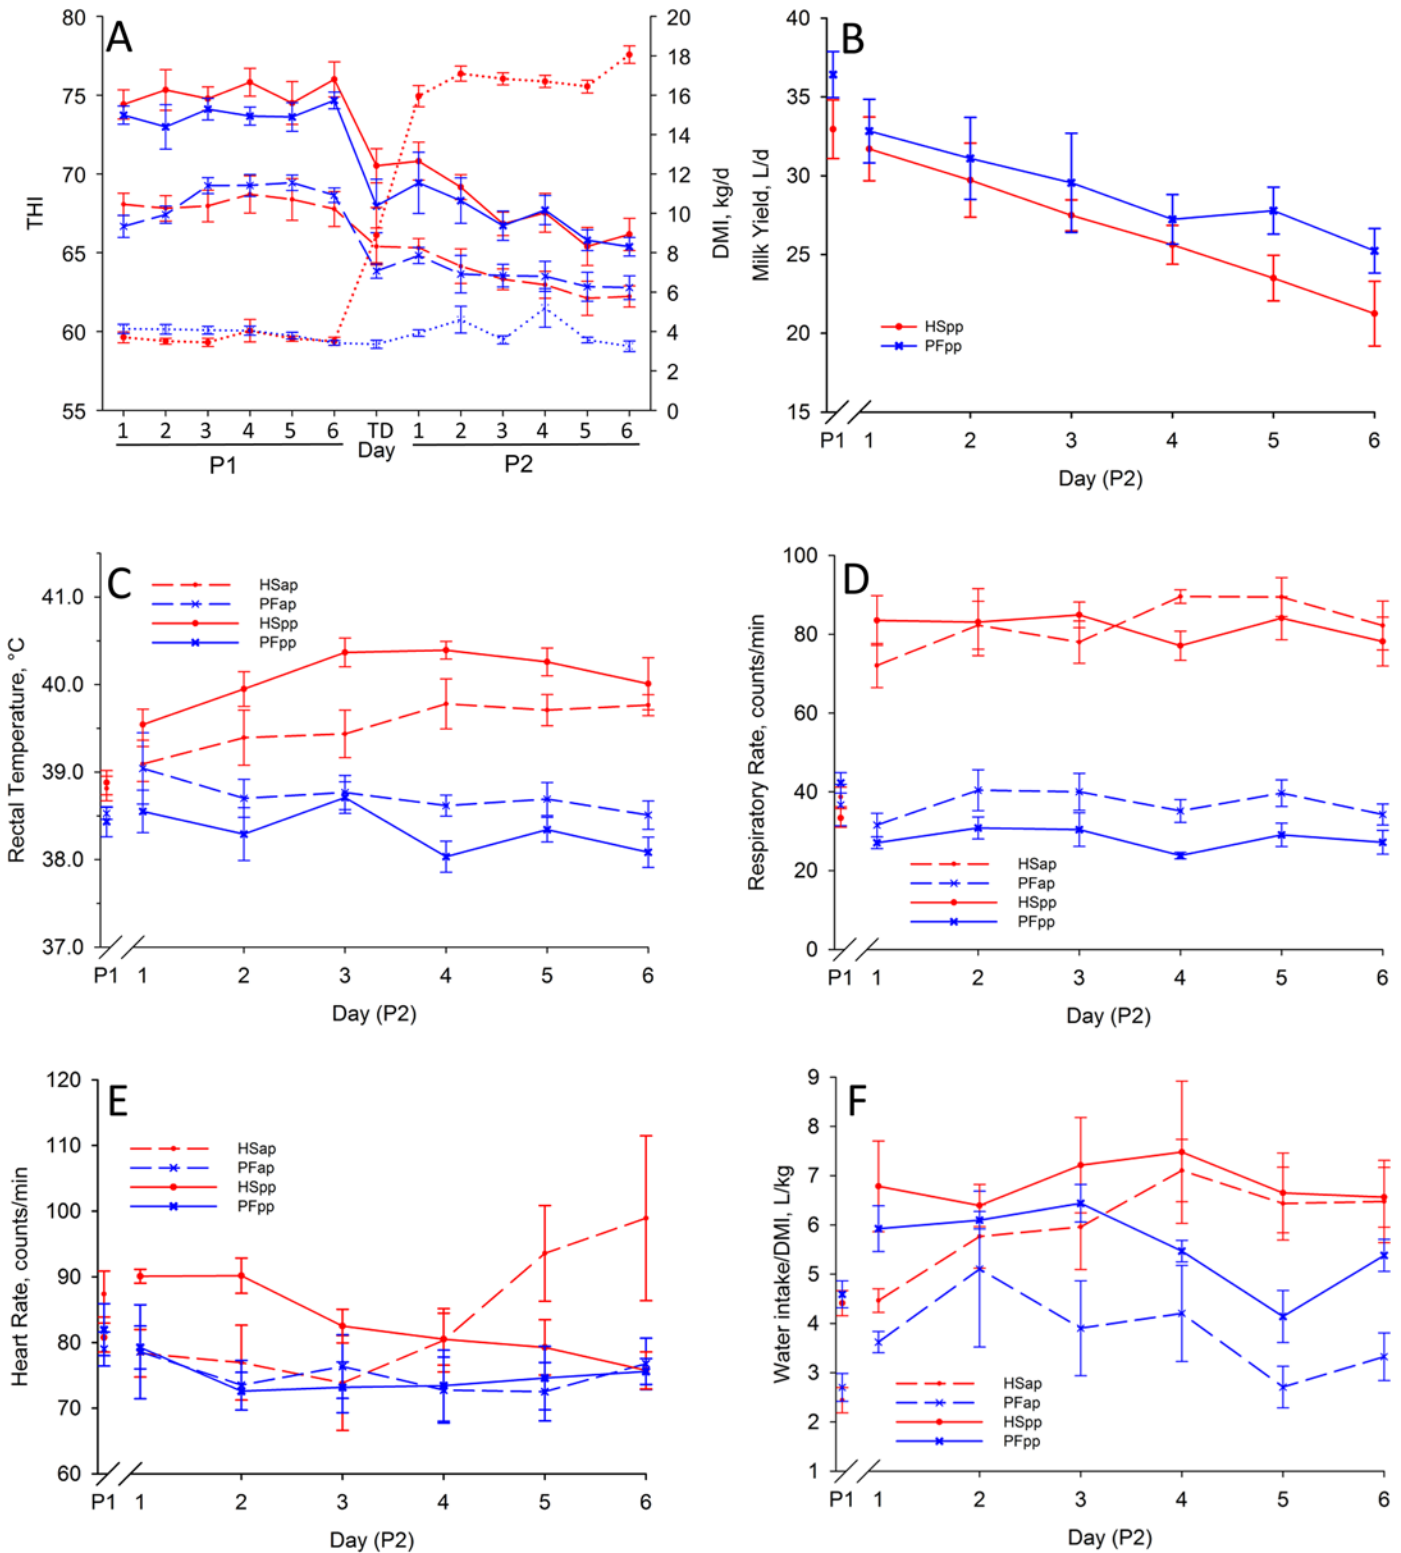 A
80
75
70
65
60
55
THI
20
18
16
14
12
10
8
6
4
2
0
DMI, kg/d
1 2 3 4 5 6 TD 1 2 3 4 5 6
Day
P1 P2
B
40
35
30
25
20
15
Milk Yield, L/d
HSpp
PFpp
P1 1 2 3 4 5 6
Day (P2)
C
41.0
40.0
39.0
38.0
37.0
Rectal Temperature, °C
HSap
PFap
HSpp
PFpp
P1 1 2 3 4 5 6
Day (P2)
D
100
80
60
40
20
0
Respiratory Rate, counts/min
HSap
PFap
HSpp
PFpp
P1 1 2 3 4 5 6
Day (P2)
E
120
110
100
90
80
70
60
Heart Rate, counts/min
HSap
PFap
HSpp
PFpp
P1 1 2 3 4 5 6
Day (P2)
F
9
8
7
6
5
4
3
2
1
Water intake/DMI, L/kg
HSap
PFap
HSpp
PFpp
P1 1 2 3 4 5 6
Day (P2)